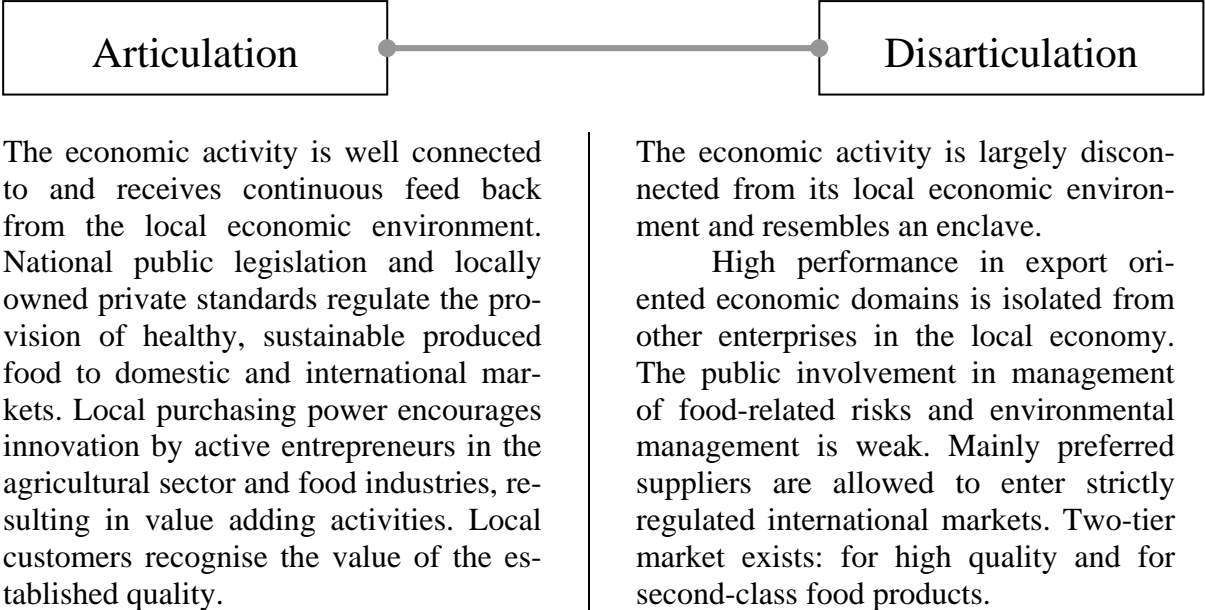 Articulation
Disarticulation
The economic activity is well connected
to and receives continuous feed back
from the local economic environment.
National public legislation and locally
owned private standards regulate the pro-
vision of healthy, sustainable produced
food to domestic and international mar-
kets. Local purchasing power encourages
innovation by active entrepreneurs in the
agricultural sector and food industries, re-
sulting in value adding activities. Local
customers recognise the value of the es-
tablished quality.
The economic activity is largely discon-
nected from its local economic environ-
ment and resembles an enclave.
High performance in export ori-
ented economic domains is isolated from
other enterprises in the local economy.
The public involvement in management
of food-related risks and environmental
management is weak. Mainly preferred
suppliers are allowed to enter strictly
regulated international markets. Two-tier
market exists: for high quality and for
second-class food products.